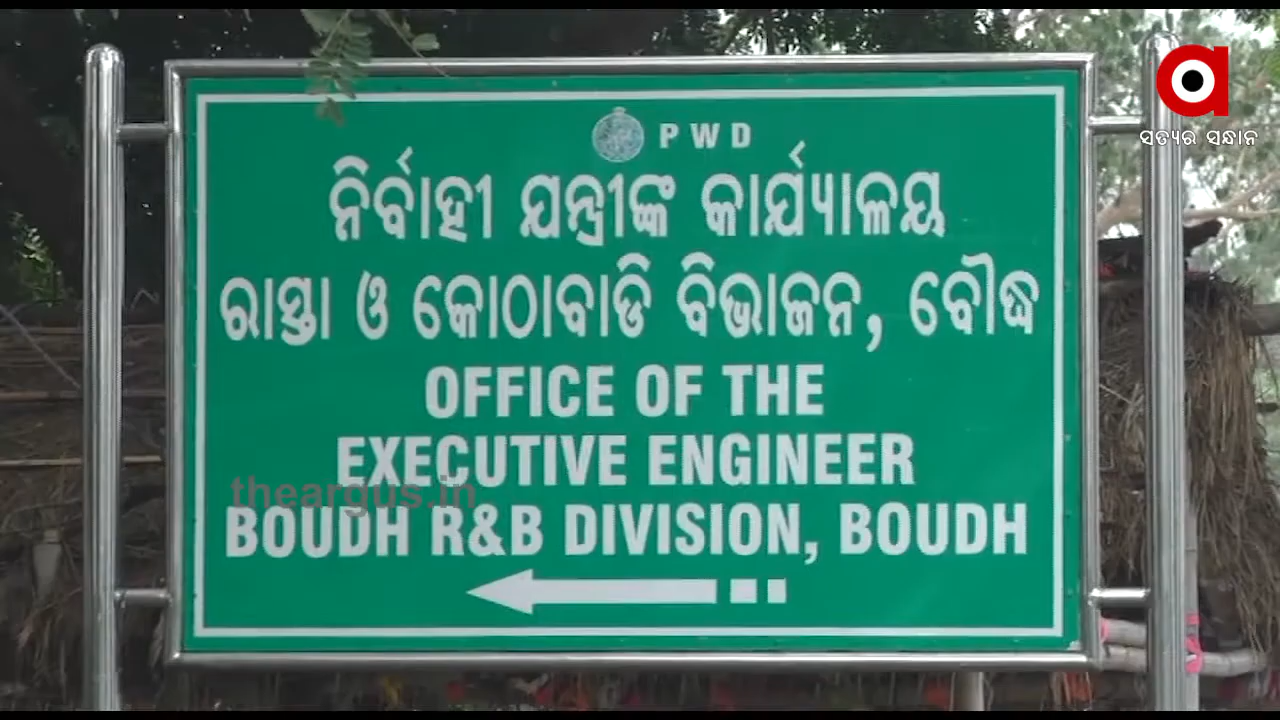 ସତ୍ୟର ସନ୍ଧାନ
PWD
ନିର୍ବାହୀ ଯନ୍ତ୍ରୀଙ୍କ କାର୍ଯ୍ୟାଳୟ
ରାସ୍ତା ଓ କୋଠାବାଡି ବିଭାଜନ, ବୌଦ୍ଧ
OFFICE OF THE
EXECUTIVE ENGINEER
theargus.in
BOUDH R&B DIVISION, BOUDH